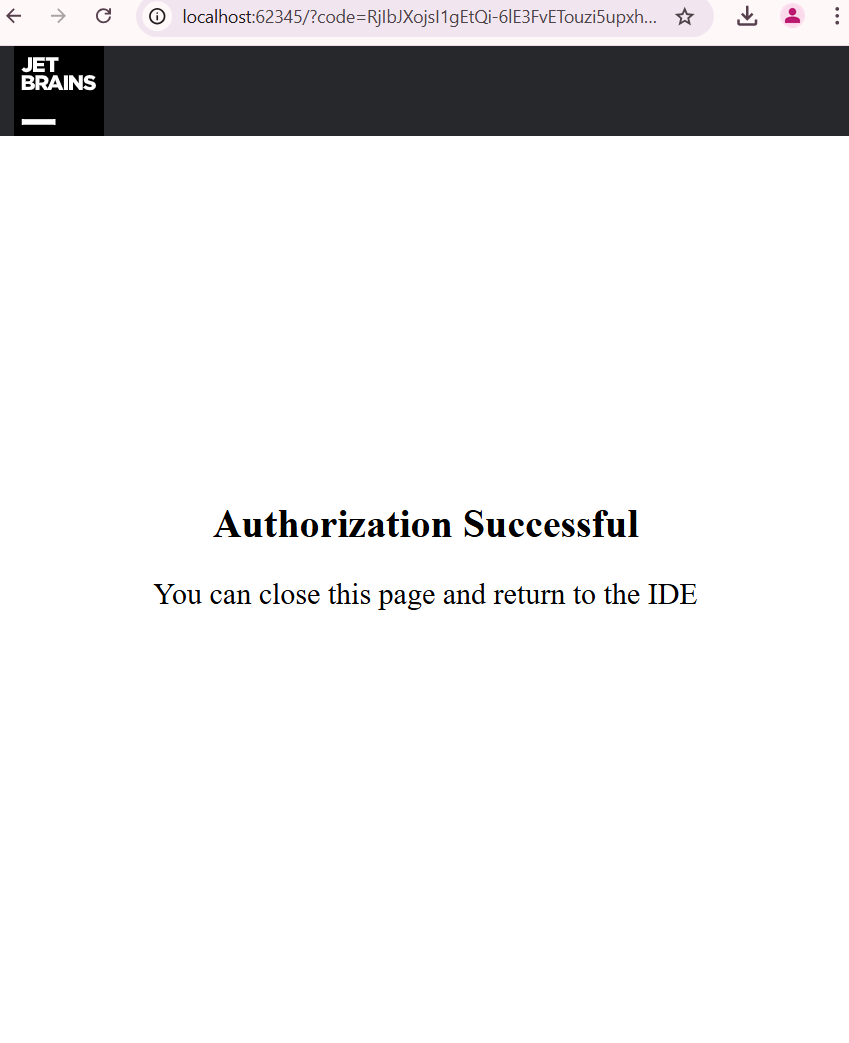 localhost:62345/?code=RjIbJXojsI1gEtQi-6lE3FvETouzi5upxh...
JET
BRAINS
Authorization Successful
You can close this page and return to the IDE